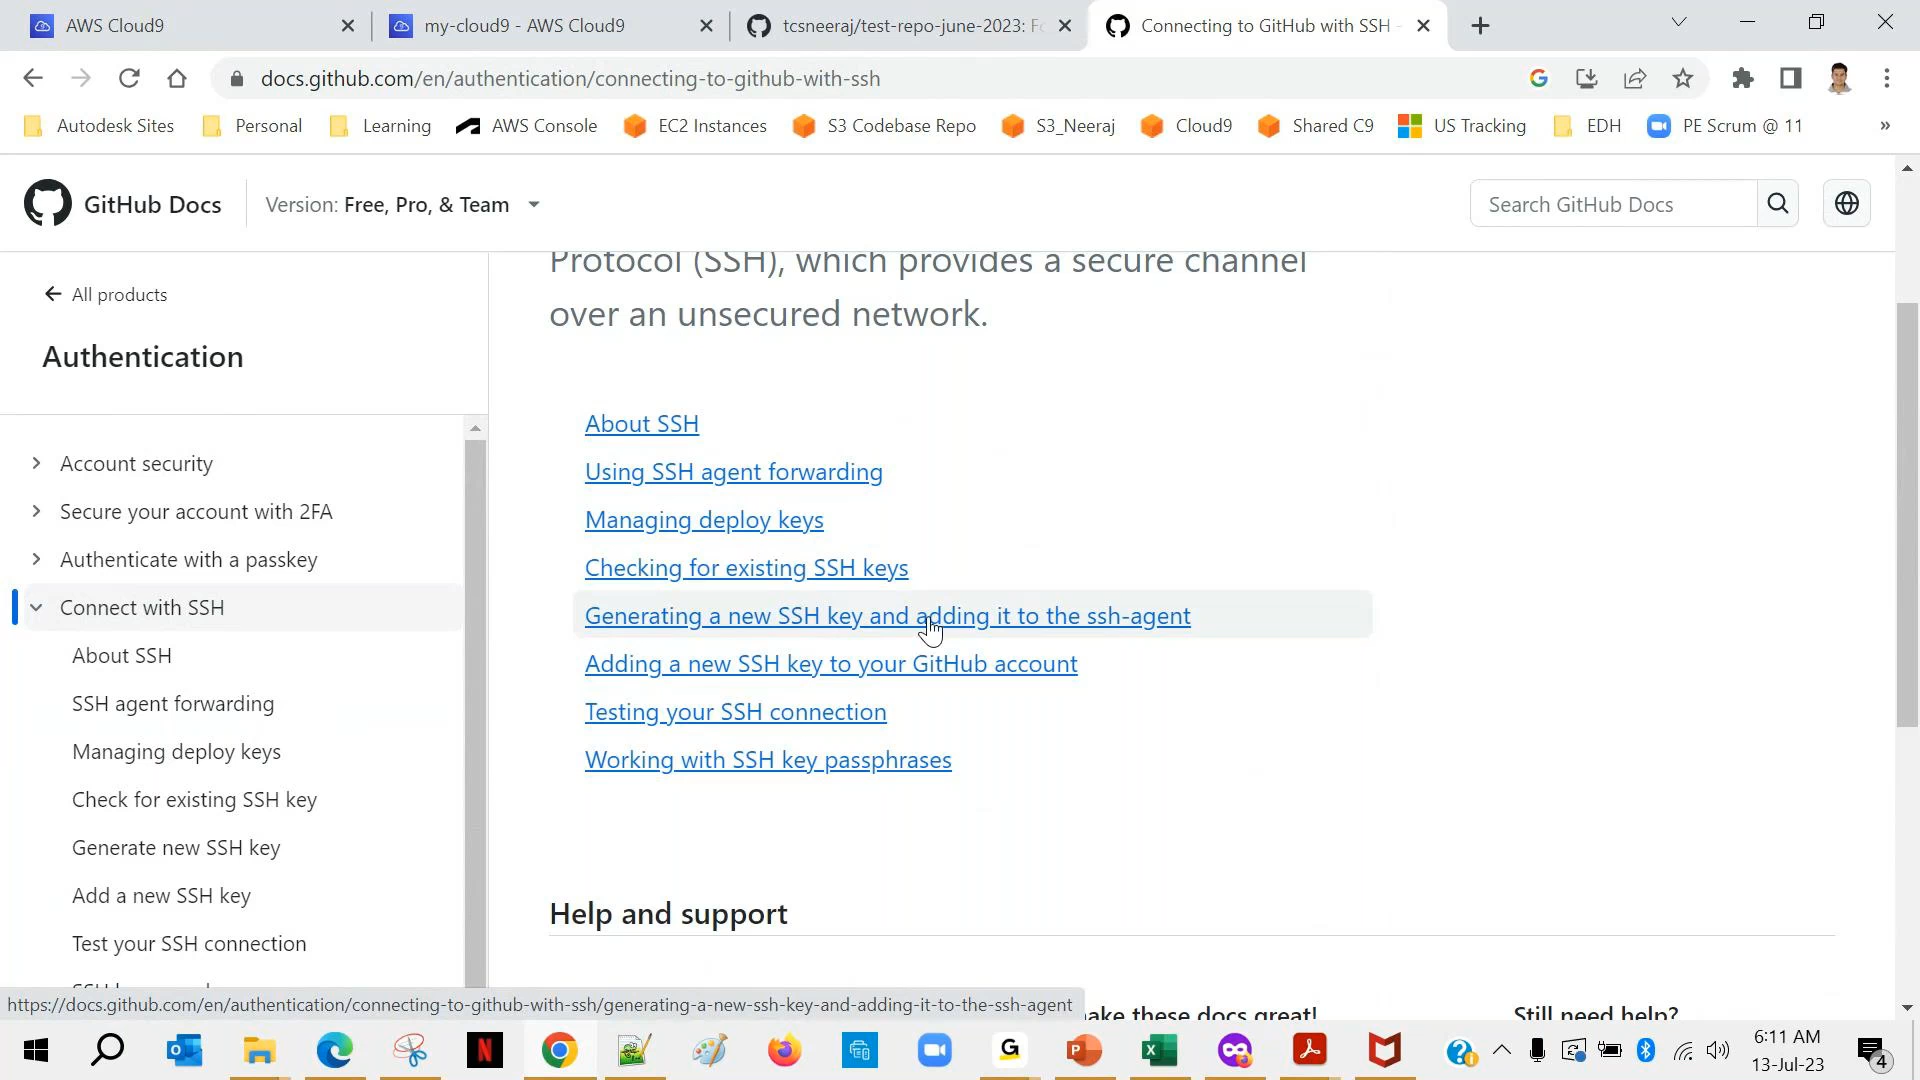 AWS Cloud9
my-cloud9 - AWS Cloud9
tcsneeraj/test-repo-june-2023: Fo
Connecting to GitHub with SSH -
docs.github.com/en/authentication/connecting-to-github-with-ssh
Autodesk Sites
Personal
Learning
AWS Console
EC2 Instances
S3 Codebase Repo
S3_Neeraj
Cloud9
Shared C9
US Tracking
EDH
PE Scrum @ 11
»
GitHub Docs
Version: Free, Pro, & Team
Search GitHub Docs
All products
Authentication
Account security
Secure your account with 2FA
Authenticate with a passkey
Connect with SSH
About SSH
SSH agent forwarding
Managing deploy keys
Check for existing SSH key
Generate new SSH key
Add a new SSH key
Test your SSH connection
Protocol (SSH), which provides a secure channel
over an unsecured network.
About SSH
Using SSH agent forwarding
Managing deploy keys
Checking for existing SSH keys
Generating a new SSH key and adding it to the ssh-agent
Adding a new SSH key to your GitHub account
Testing your SSH connection
Working with SSH key passphrases
Help and support
make these docs great!
Still need help?
https://docs.github.com/en/authentication/connecting-to-github-with-ssh/generating-a-new-ssh-key-and-adding-it-to-the-ssh-agent
6:11 AM
13-Jul-23
4